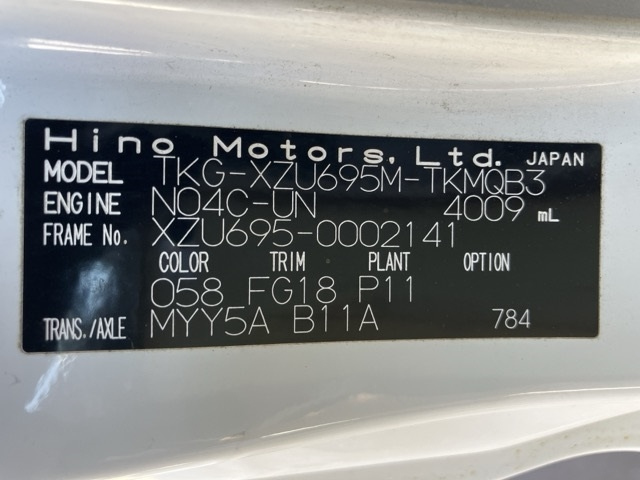 Hino Motors, Ltd. JAPAN
MODEL TKG-XZU695M-TKMQB3
ENGINE N04C-UN 4009 mL
FRAME No. XZU695-0002141
COLOR TRIM PLANT OPTION
058 FG18 P11
TRANS./AXLE MYY5A B11A 784